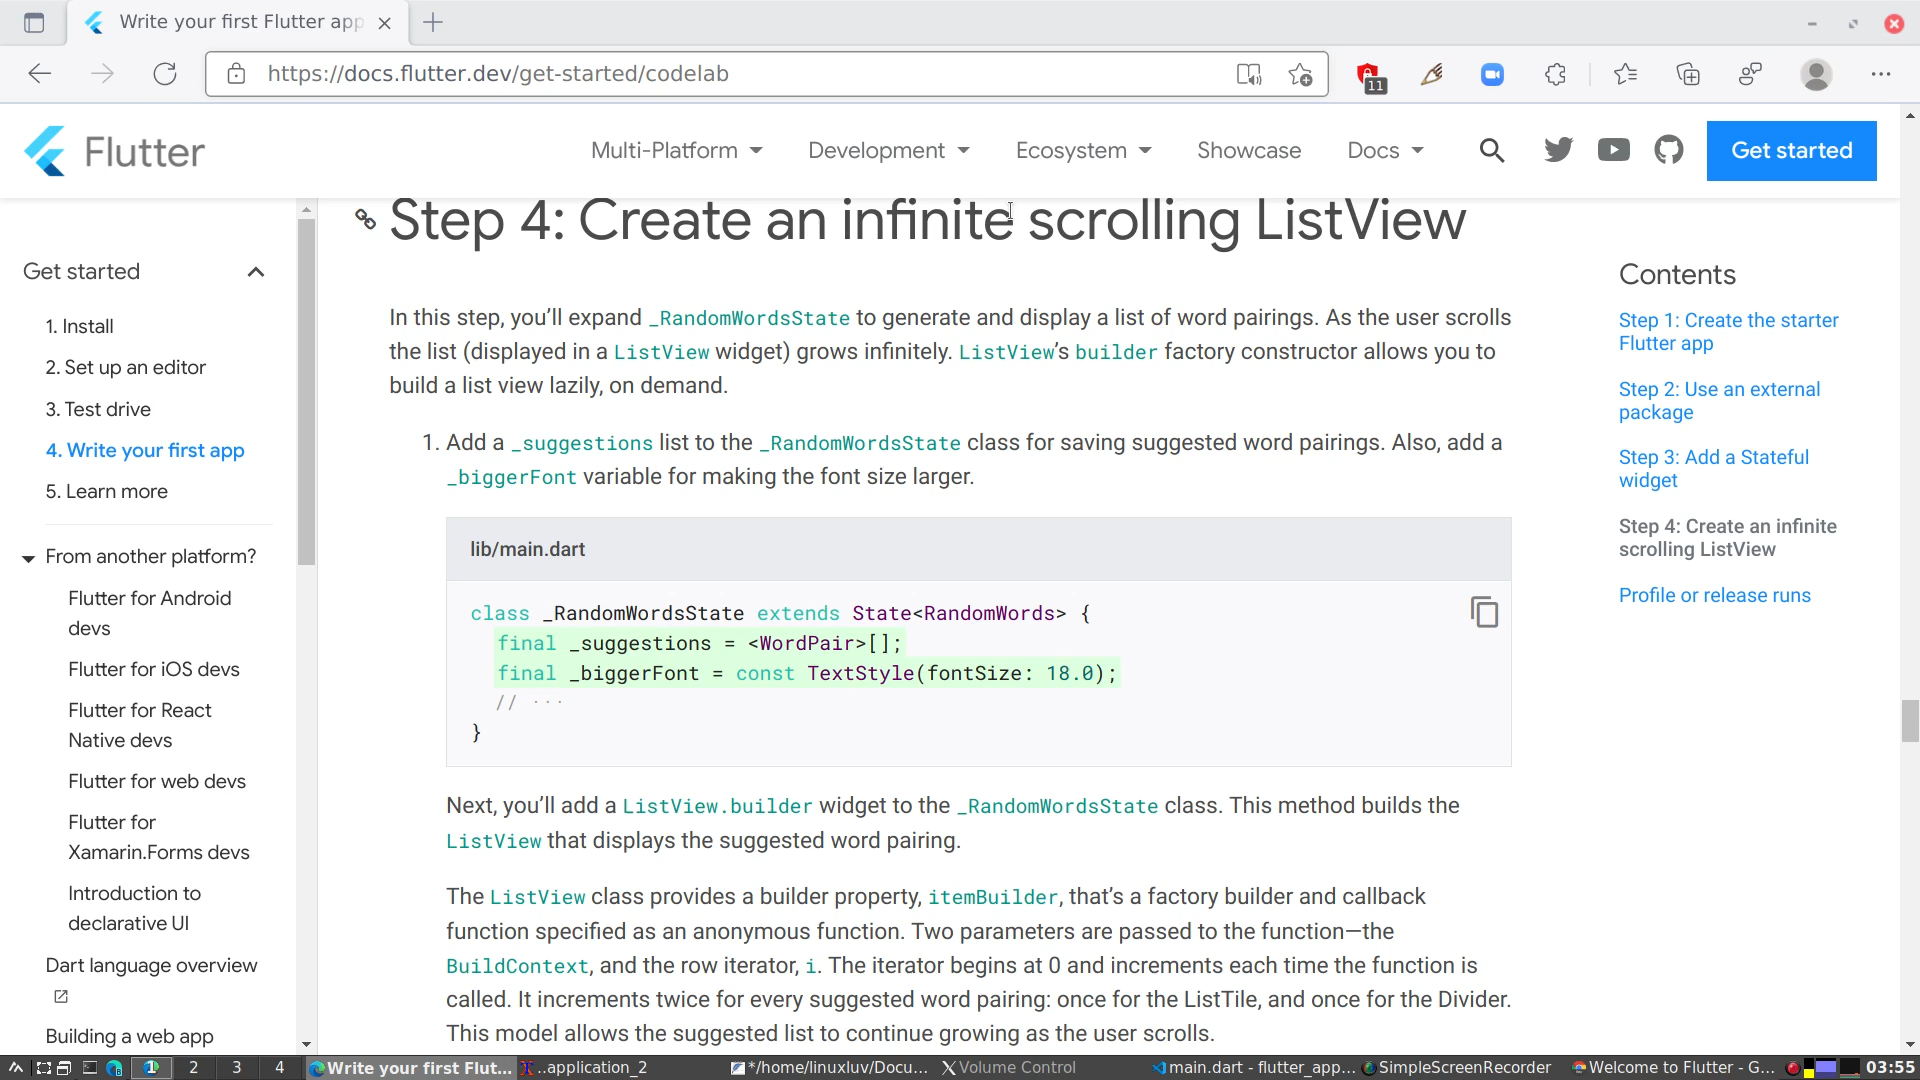 Write your first Flutter app
https://docs.flutter.dev/get-started/codelab
11
Flutter
Multi-Platform
Development
Ecosystem
Showcase
Docs
Get started
Step 4: Create an infinite scrolling ListView
Get started
1. Install
2. Set up an editor
3. Test drive
4. Write your first app
5. Learn more
From another platform?
Flutter for Android
devs
Flutter for iOS devs
Flutter for React
Native devs
Flutter for web devs
Flutter for
Xamarin.Forms devs
Introduction to
declarative UI
Dart language overview
Building a web app
In this step, you’ll expand _RandomWordsState to generate and display a list of word pairings. As the user scrolls
the list (displayed in a ListView widget) grows infinitely. ListView’s builder factory constructor allows you to
build a list view lazily, on demand.
1. Add a _suggestions list to the _RandomWordsState class for saving suggested word pairings. Also, add a
_biggerFont variable for making the font size larger.
lib/main.dart
class _RandomWordsState extends State<RandomWords> {
final _suggestions = <WordPair>[];
final _biggerFont = const TextStyle(fontSize: 18.0);
// ···
}
Next, you’ll add a ListView.builder widget to the _RandomWordsState class. This method builds the
ListView that displays the suggested word pairing.
The ListView class provides a builder property, itemBuilder, that’s a factory builder and callback
function specified as an anonymous function. Two parameters are passed to the function—the
BuildContext, and the row iterator, i. The iterator begins at 0 and increments each time the function is
called. It increments twice for every suggested word pairing: once for the ListTile, and once for the Divider.
This model allows the suggested list to continue growing as the user scrolls.
Contents
Step 1: Create the starter
Flutter app
Step 2: Use an external
package
Step 3: Add a Stateful
widget
Step 4: Create an infinite
scrolling ListView
Profile or release runs
1 2 3 4 Write your first Flut... ..application_2 */home/linuxluv/Docu... Volume Control main.dart - flutter_app... SimpleScreenRecorder Welcome to Flutter - G... 03:55